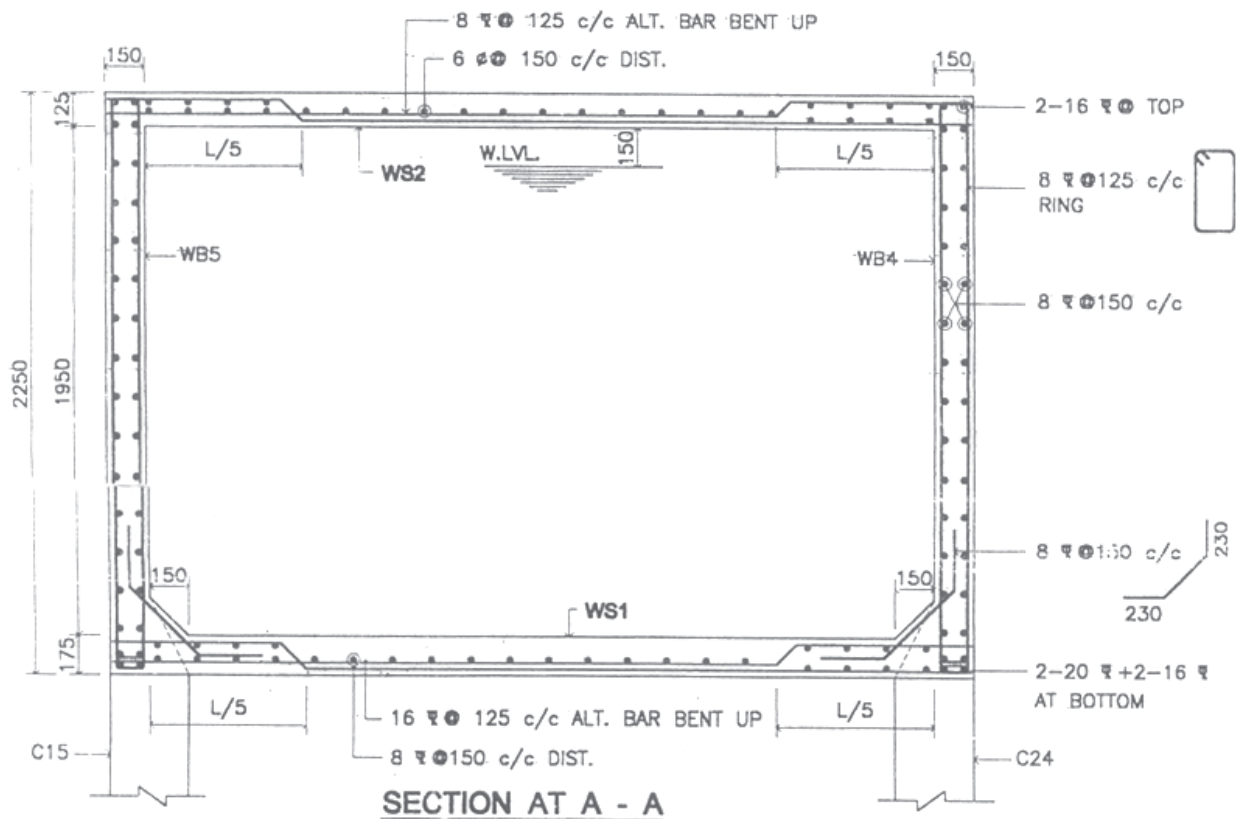 8 Ҹ@ 125 c/c ALT. BAR BENT UP
6 ø@ 150 c/c DIST.
150
150
125
2-16 Ҹ@ TOP
L/5
W.LVL.
150
L/5
WS2
8 Ҹ@125 c/c
RING
WB5
WB4
8 Ҹ@150 c/c
2250
1950
8 Ҹ@150 c/c
230
230
150
150
WS1
175
2-20 Ҹ+2-16 Ҹ
AT BOTTOM
L/5
16 Ҹ@ 125 c/c ALT. BAR BENT UP
L/5
8 Ҹ@150 c/c DIST.
C15
C24
SECTION AT A - A